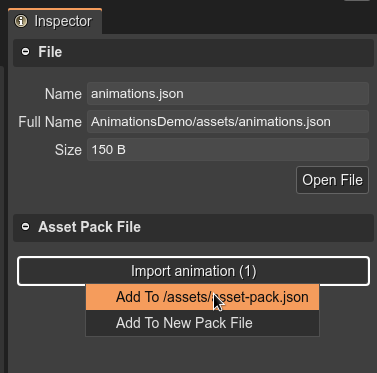 Inspector
File
Name animations.json
Full Name AnimationsDemo/assets/animations.json
Size 150 B
Open File
Asset Pack File
Import animation (1)
Add To /assets/asset-pack.json
Add To New Pack File